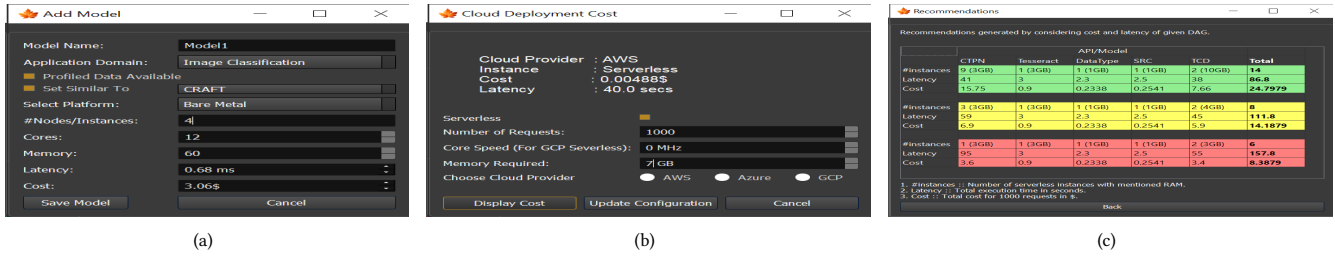 Add Model
Model Name: Model1
Application Domain: Image Classification
Profiled Data Available
Set Similar To CRAFT
Select Platform: Bare Metal
#Nodes/Instances: 4
Cores: 12
Memory: 60
Latency: 0.68 ms
Cost: 3.06$
Save Model Cancel
(a)
Cloud Deployment Cost
Cloud Provider : AWS
Instance : Serverless
Cost : 0.00488$
Latency : 40.0 secs
Serverless
Number of Requests: 1000
Core Speed (For GCP Severless): 0 MHz
Memory Required: 7 GB
Choose Cloud Provider AWS Azure GCP
Display Cost Update Configuration Cancel
(b)
Recommendations
Recommendations generated by considering cost and latency of given DAG.
API/Model
CTPN Tesseract DataType SRC TCD Total
#instances 9 (3GB) 1 (3GB) 1 (1GB) 1 (1GB) 2 (10GB) 14
Latency 41 3 2.3 2.5 38 86.8
Cost 15.75 0.9 0.2338 0.2541 7.66 24.7979
#instances 3 (3GB) 1 (3GB) 1 (1GB) 1 (1GB) 2 (4GB) 8
Latency 59 3 2.3 2.5 45 111.8
Cost 6.9 0.9 0.2338 0.2541 5.9 14.1879
#instances 1 (3GB) 1 (3GB) 1 (1GB) 1 (1GB) 2 (3GB) 6
Latency 95 3 2.3 2.5 55 157.8
Cost 3.6 0.9 0.2338 0.2541 3.4 8.3879
1. #instances :: Number of serverless instances with mentioned RAM.
2. Latency :: Total execution time in seconds.
3. Cost :: Total cost for 1000 requests in $.
Back
(c)